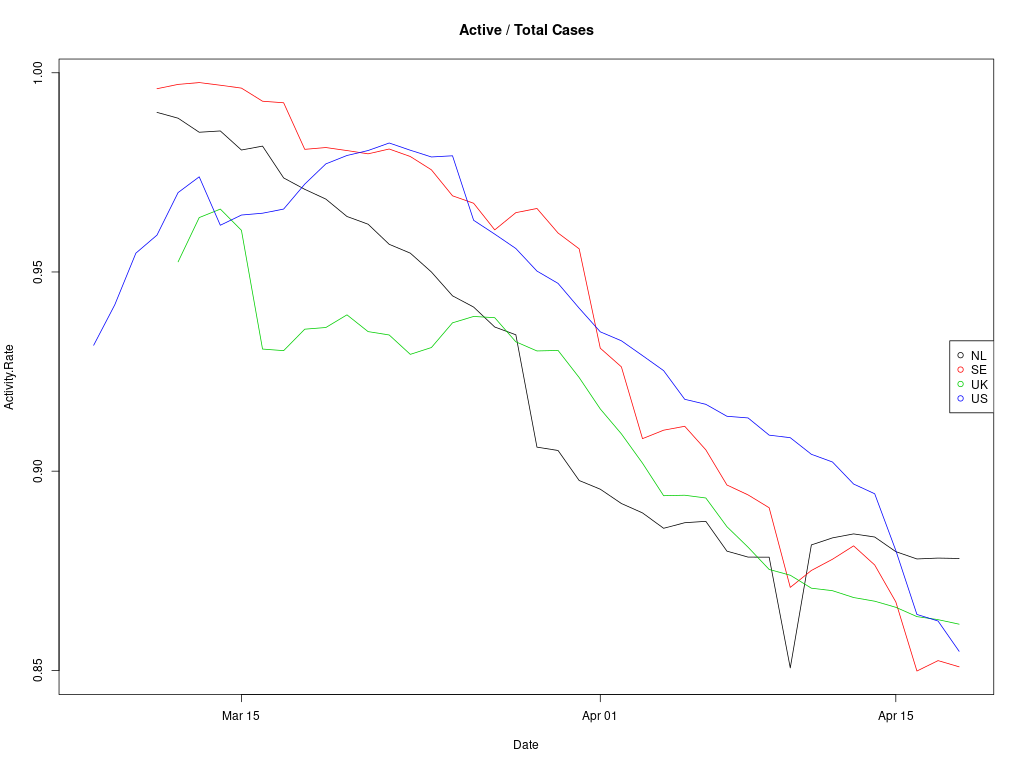 Active / Total Cases
Activity.Rate
1.00
0.95
0.90
0.85
NL
SE
UK
US
Mar 15
Apr 01
Apr 15
Date